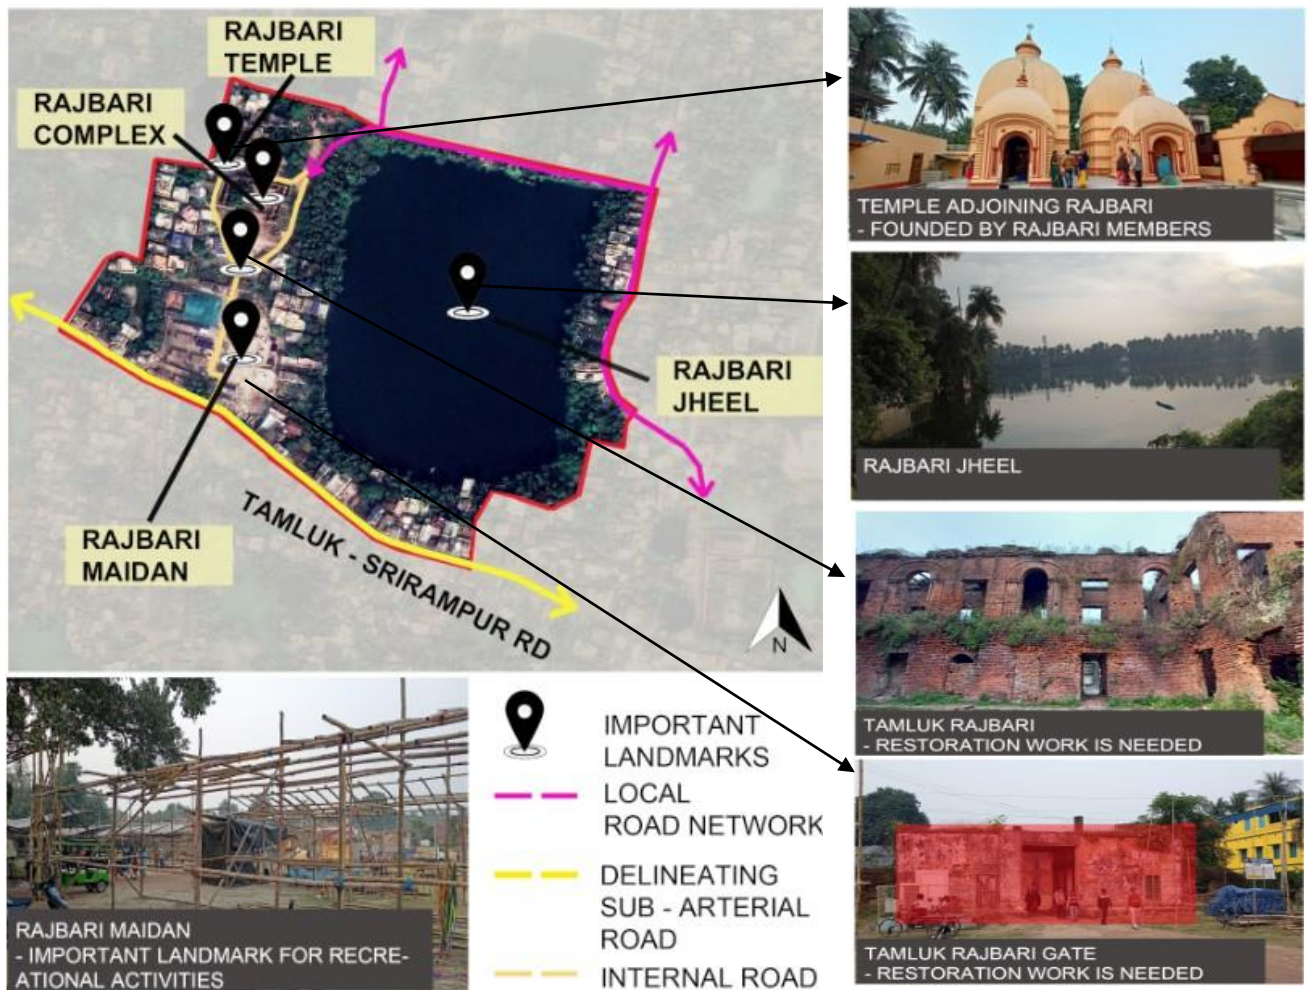 RAJBARI
TEMPLE
RAJBARI
COMPLEX
RAJBARI
JHEEL
RAJBARI
MAIDAN
TAMLUK - SRIRAMPUR RD
N
TEMPLE ADJOINING RAJBARI
- FOUNDED BY RAJBARI MEMBERS
RAJBARI JHEEL
TAMLUK RAJBARI
- RESTORATION WORK IS NEEDED
TAMLUK RAJBARI GATE
- RESTORATION WORK IS NEEDED
RAJBARI MAIDAN
- IMPORTANT LANDMARK FOR RECRE-
ATIONAL ACTIVITIES
IMPORTANT
LANDMARKS
LOCAL
ROAD NETWORK
DELINEATING
SUB - ARTERIAL
ROAD
INTERNAL ROAD